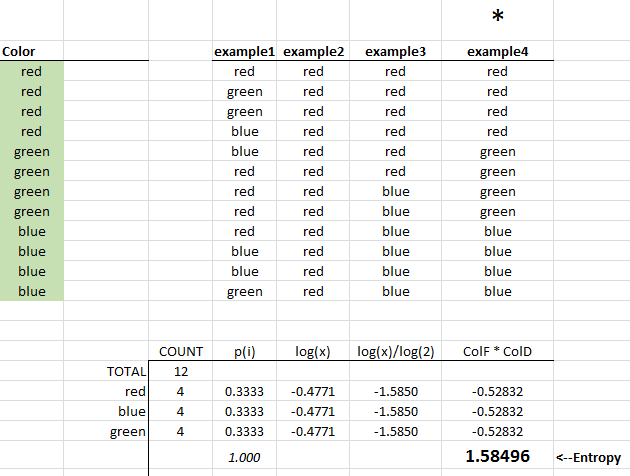 *
Color example1 example2 example3 example4
red red red red red
red green red red red
red green red red red
red blue red red red
green blue red red green
green red red red green
green red red blue green
green red red blue green
blue red red blue blue
blue blue red blue blue
blue blue red blue blue
blue green red blue blue
COUNT p(i) log(x) log(x)/log(2) ColF * ColD
TOTAL 12
red 4 0.3333 -0.4771 -1.5850 -0.52832
blue 4 0.3333 -0.4771 -1.5850 -0.52832
green 4 0.3333 -0.4771 -1.5850 -0.52832
1.000 1.58496 <--Entropy